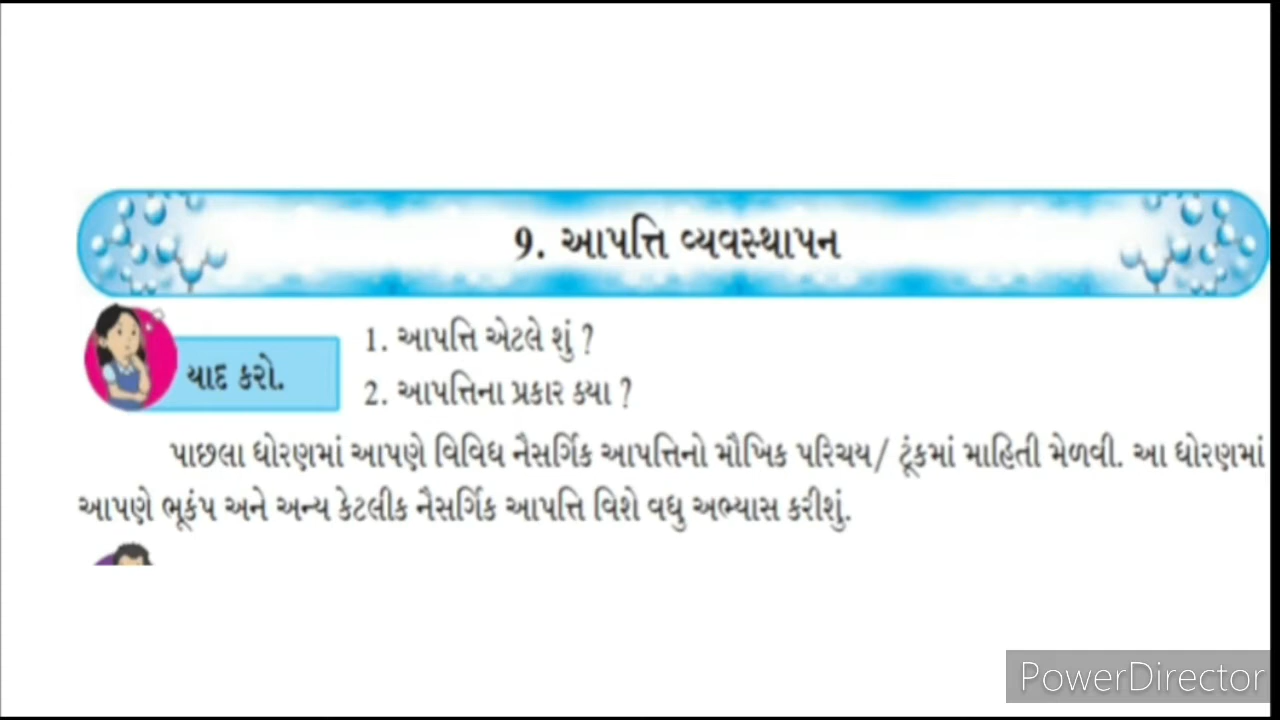 9. આપત્તિ વ્યવસ્થાપન
યાદ કરો.
1. આપત્તિ એટલે શું ?
2. આપત્તિના પ્રકાર કયા ?
પાછલા ધોરણમાં આપણે વિવિધ નૈસર્ગિક આપત્તિનો મૌખિક પરિચય/ ટૂંકમાં માહિતી મેળવી. આ ધોરણમાં
આપણે ભૂકંપ અને અન્ય કેટલીક નૈસર્ગિક આપત્તિ વિશે વધુ અભ્યાસ કરીશું.
PowerDirector